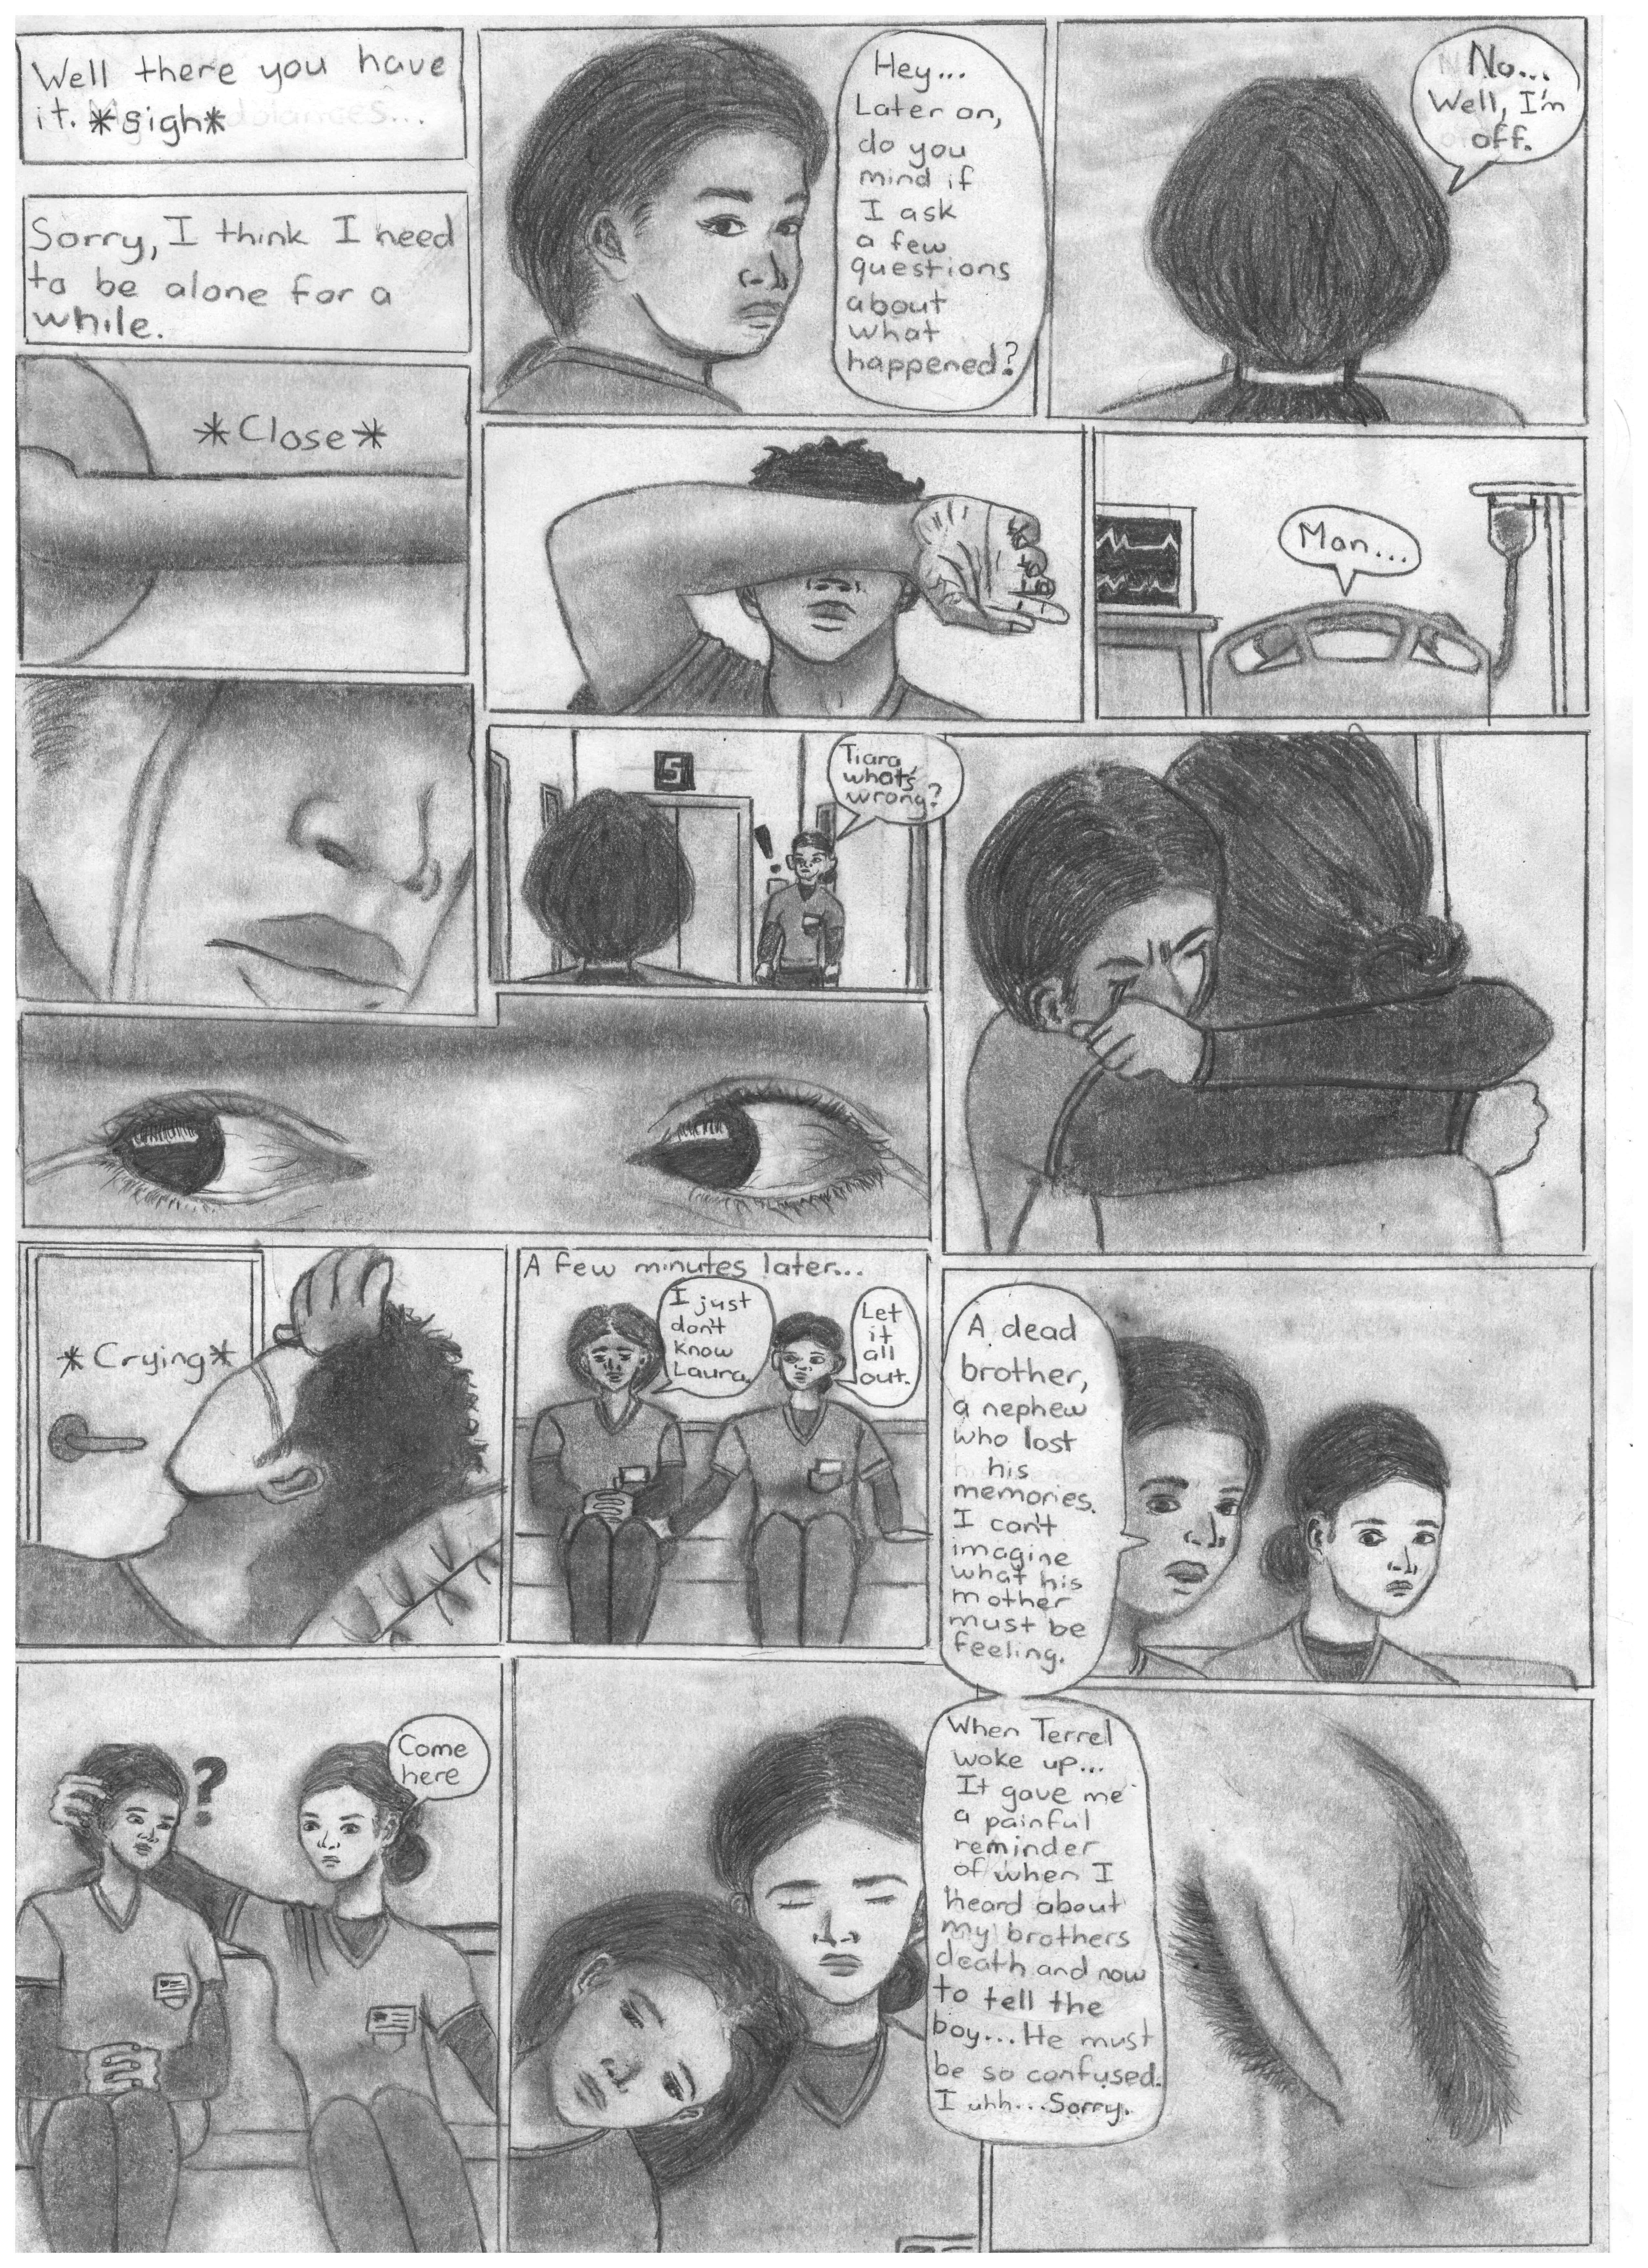 Well there you have
it. *sigh*
Sorry, I think I need
to be alone for a
while.
Hey...
Later on,
do you
mind if
I ask
a few
questions
about
what
happened?
No...
Well, I'm
off.
*Close*
Man...
5
Tiara,
what's
wrong?
!
*Crying*
A few minutes later...
I just
don't
know
Laura.
Let
it
all
out.
A dead
brother,
a nephew
who lost
his
memories.
I can't
imagine
what his
mother
must be
feeling.
?
Come
here
When Terrel
woke up...
It gave me
a painful
reminder
of when I
heard about
my brothers
death and now
to tell the
boy...He must
be so confused.
I uhh...Sorry.